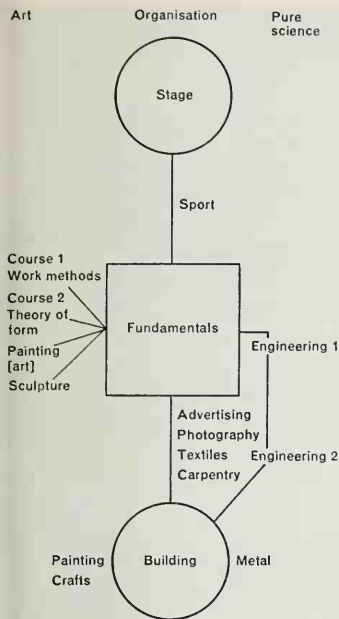 Art
Organisation
Pure
science
Stage
Sport
Course 1
Work methods
Course 2
Theory of
form
Painting
[art]
Sculpture
Fundamentals
Engineering 1
Advertising
Photography
Textiles
Carpentry
Engineering 2
Painting
Crafts
Building
Metal